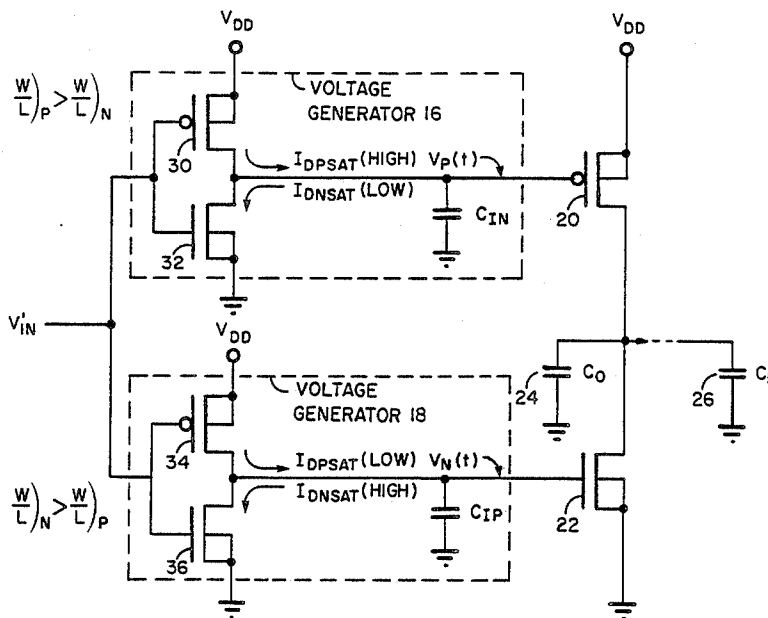 VDD
VDD
W/L)P > W/L)N
VOLTAGE
GENERATOR 16
30
IDPSAT (HIGH) VP(t)
IDNSAT (LOW)
20
CIN
32
V'IN
VDD
CO
24
26
C
VOLTAGE
GENERATOR 18
34
IDPSAT (LOW) VN(t)
IDNSAT (HIGH)
W/L)N > W/L)P
CIP
22
36